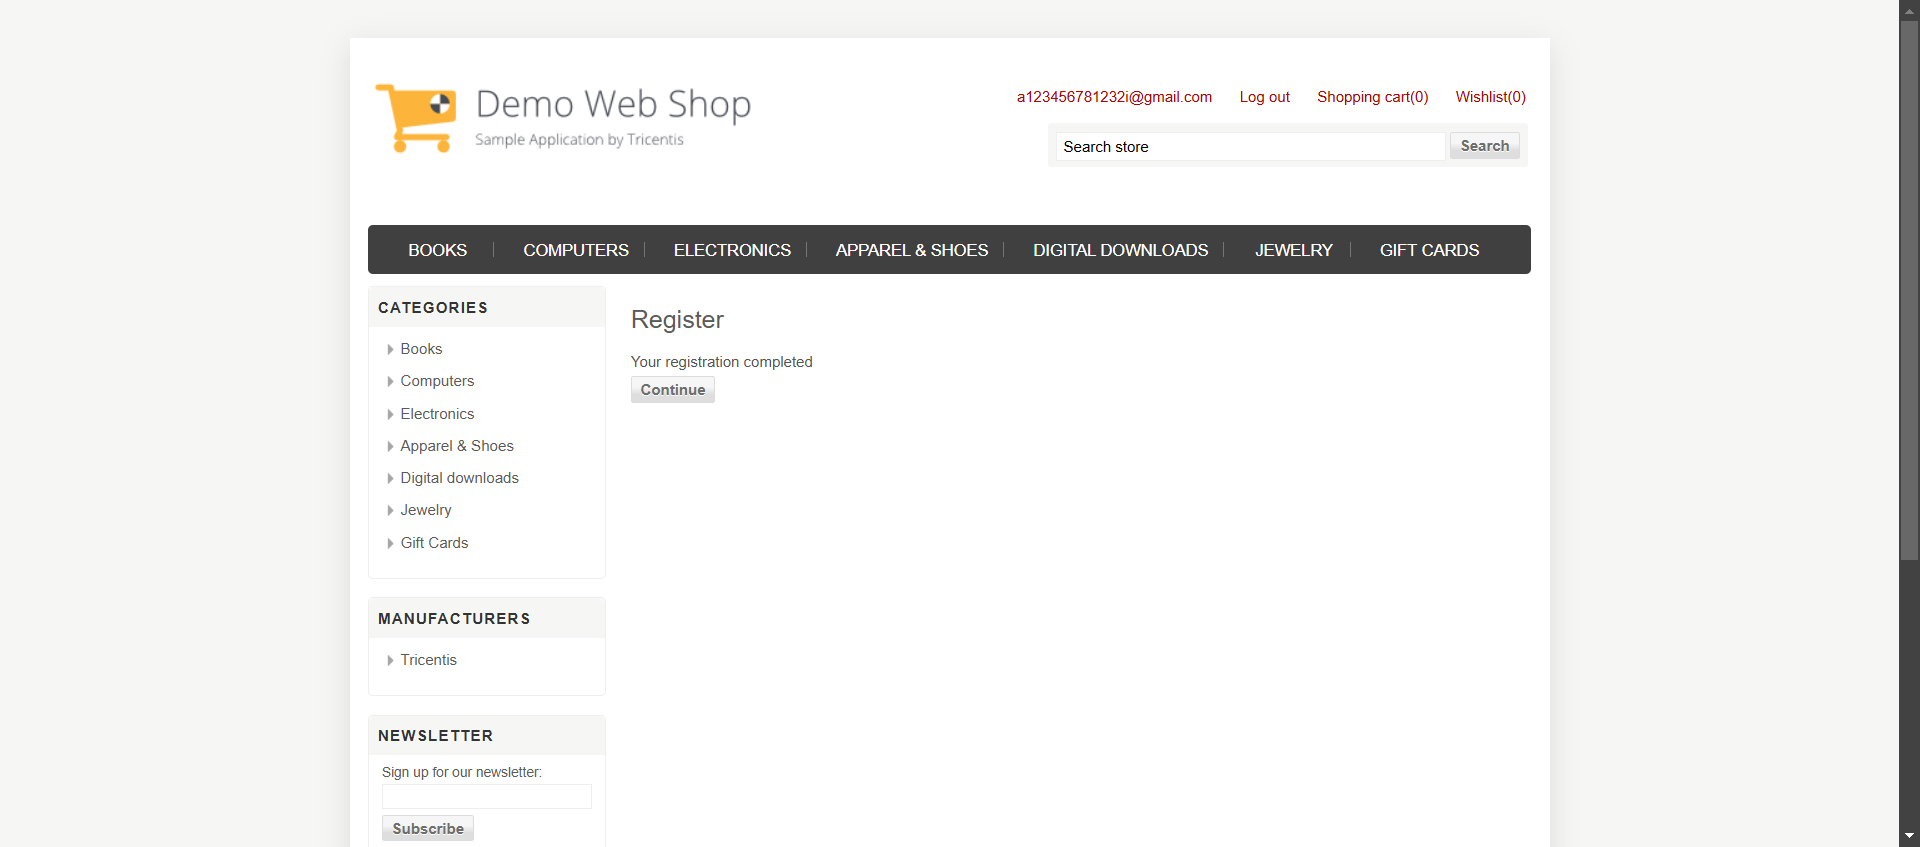 Demo Web Shop
Sample Application by Tricentis
a123456781232i@gmail.com Log out Shopping cart(0) Wishlist(0)
Search store Search
BOOKS COMPUTERS ELECTRONICS APPAREL & SHOES DIGITAL DOWNLOADS JEWELRY GIFT CARDS
CATEGORIES
Books
Computers
Electronics
Apparel & Shoes
Digital downloads
Jewelry
Gift Cards
MANUFACTURERS
Tricentis
NEWSLETTER
Sign up for our newsletter:
Subscribe
Register
Your registration completed
Continue